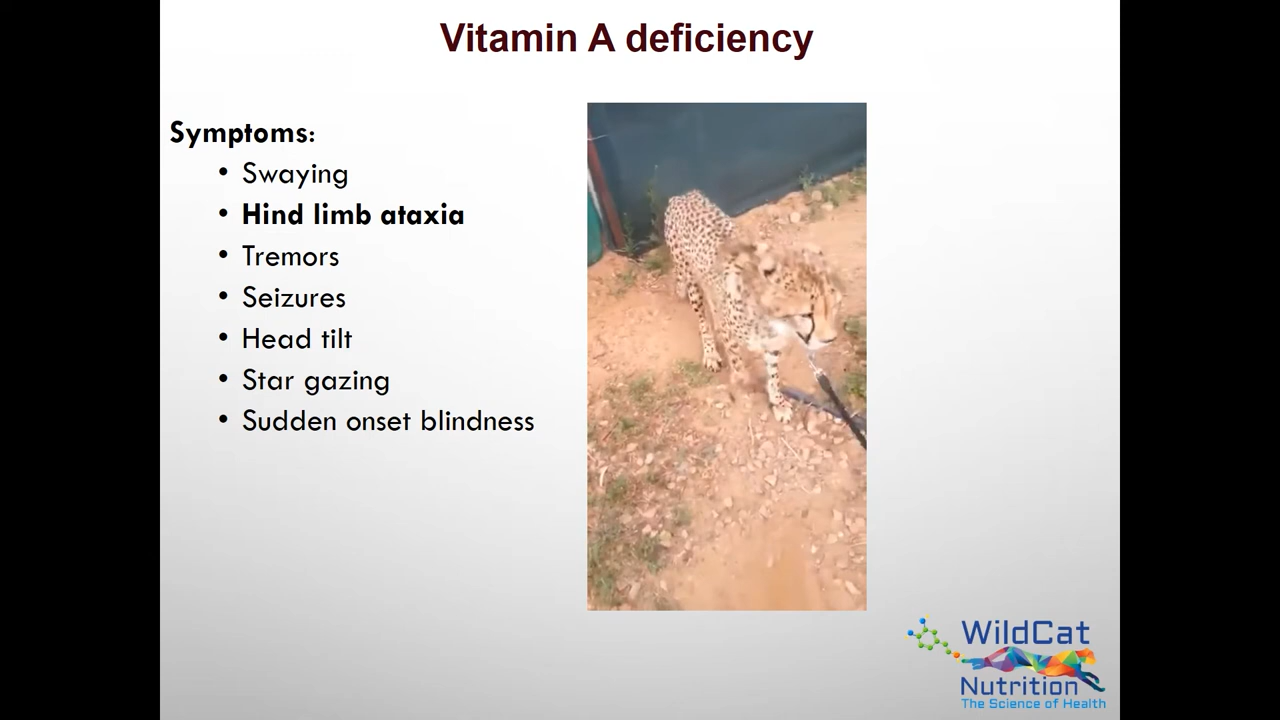 Vitamin A deficiency
Symptoms:
• Swaying
• Hind limb ataxia
• Tremors
• Seizures
• Head tilt
• Star gazing
• Sudden onset blindness
WildCat
Nutrition
The Science of Health